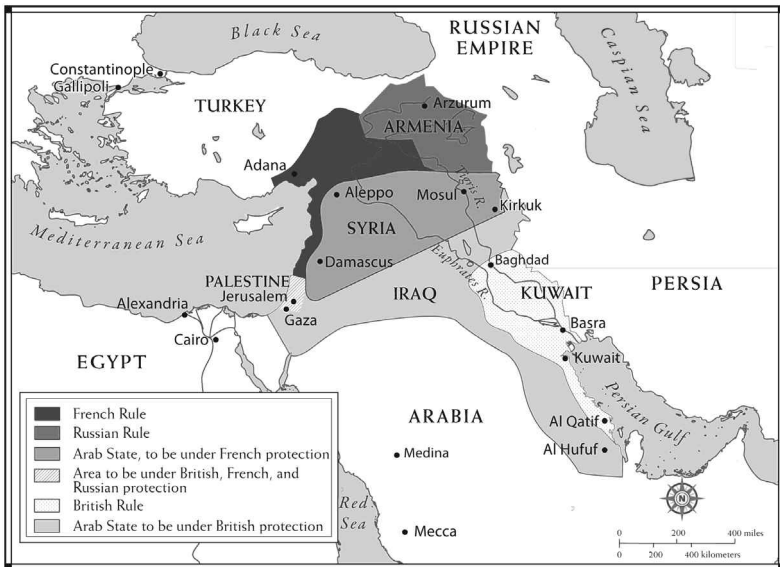 Black Sea
RUSSIAN
EMPIRE
Caspian Sea
Constantinople
Gallipoli
TURKEY
Arzurum
ARMENIA
Adana
Aleppo
Mosul
Tigris R.
Kirkuk
SYRIA
Mediterranean Sea
Damascus
Baghdad
Euphrates R.
PALESTINE
Jerusalem
Gaza
IRAQ
KUWAIT
PERSIA
Alexandria
Cairo
Basra
Kuwait
EGYPT
Persian Gulf
ARABIA
Al Qatif
Al Hufuf
Medina
Red
Sea
Mecca
French Rule
Russian Rule
Arab State, to be under French protection
Area to be under British, French, and
Russian protection
British Rule
Arab State to be under British protection
N
0 200 400 miles
0 200 400 kilometers